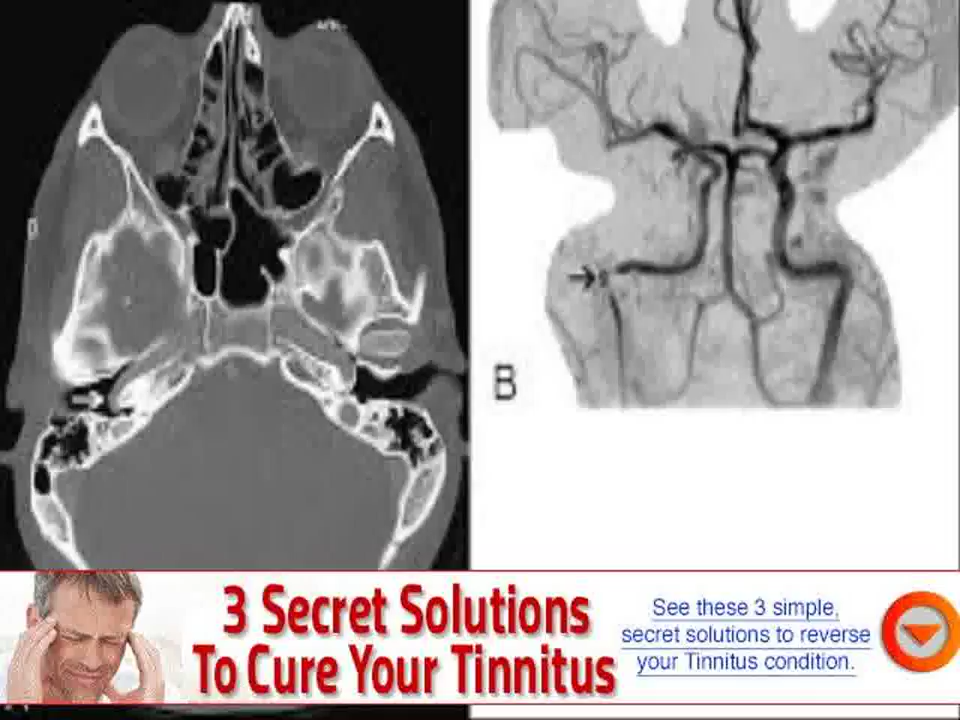 B
3 Secret Solutions
To Cure Your Tinnitus
See these 3 simple,
secret solutions to reverse
your Tinnitus condition.